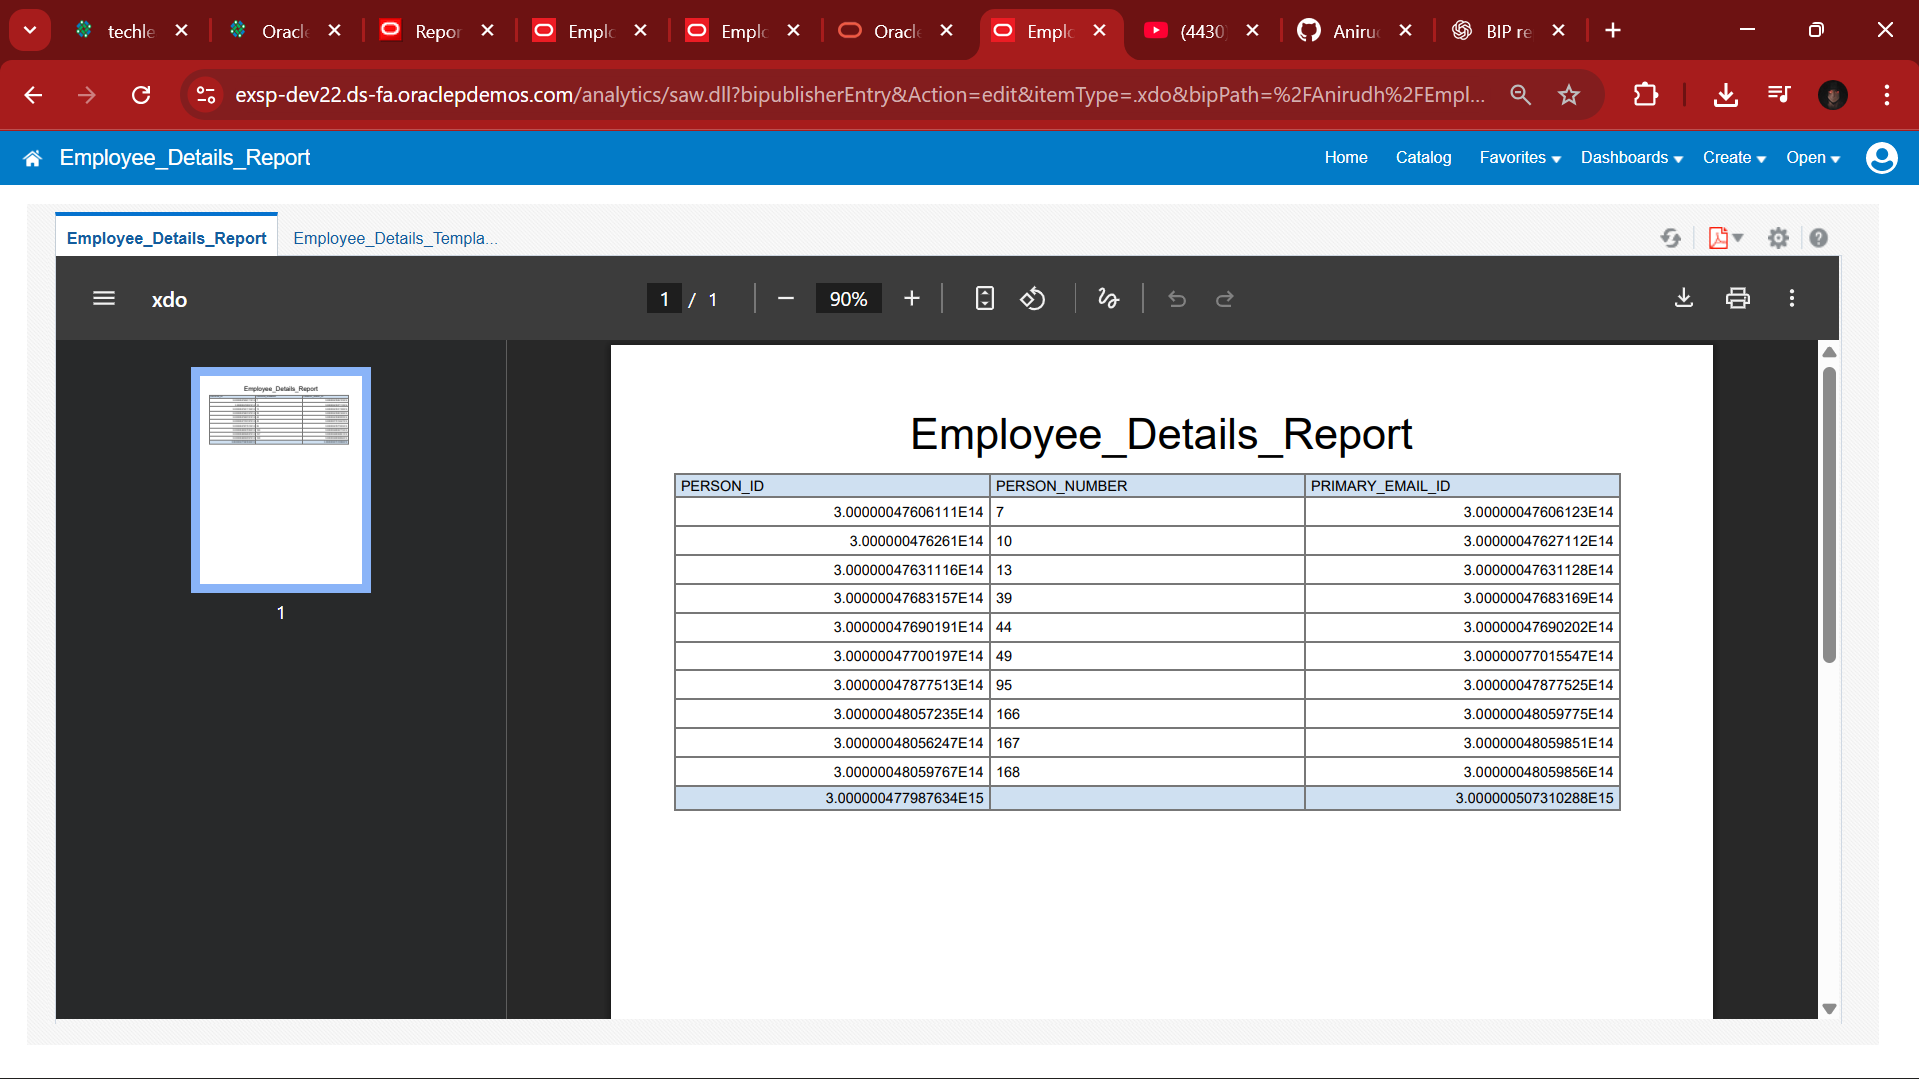 techle
Oracle
Repor
Emplo
Emplo
Oracle
Emplo
(4430)
Aniru
BIP re
exsp-dev22.ds-fa.oraclepdemos.com/analytics/saw.dll?bipublisherEntry&Action=edit&itemType=.xdo&bipPath=%2FAnirudh%2FEmpl...
Employee_Details_Report
Home
Catalog
Favorites
Dashboards
Create
Open
Employee_Details_Report
Employee_Details_Templa...
xdo
1 / 1
90%
Employee_Details_Report
1
Employee_Details_Report
PERSON_ID PERSON_NUMBER PRIMARY_EMAIL_ID
3.00000047606111E14 7 3.00000047606123E14
3.000000476261E14 10 3.00000047627112E14
3.00000047631116E14 13 3.00000047631128E14
3.00000047683157E14 39 3.00000047683169E14
3.00000047690191E14 44 3.00000047690202E14
3.00000047700197E14 49 3.00000077015547E14
3.00000047877513E14 95 3.00000047877525E14
3.00000048057235E14 166 3.00000048059775E14
3.00000048056247E14 167 3.00000048059851E14
3.00000048059767E14 168 3.00000048059856E14
3.000000477987634E15 3.000000507310288E15